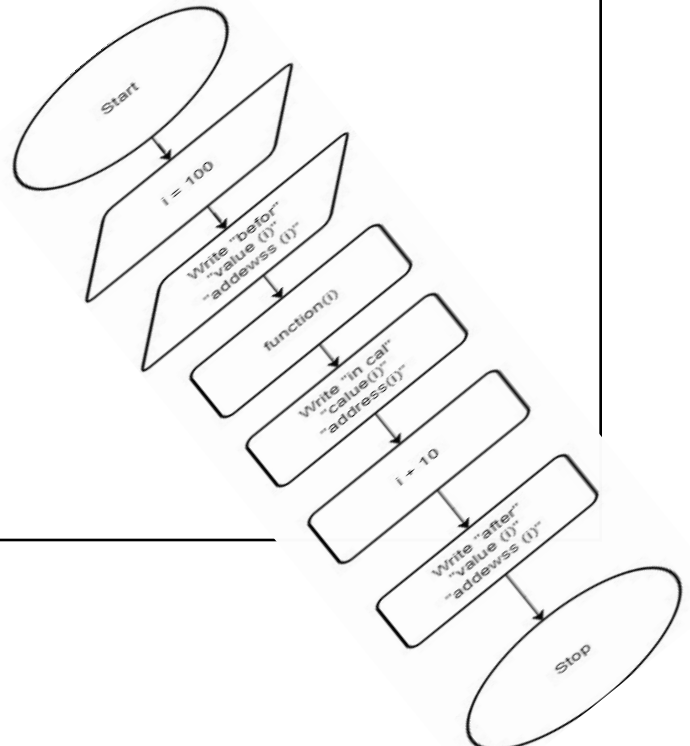 Start
i = 100
Write "befor"
"value (i)"
"addewss (i)"
function(i)
Write "in cal"
"calue(i)"
"address(i)"
i + 10
Write "after"
"value (i)"
"addewss (i)"
Stop